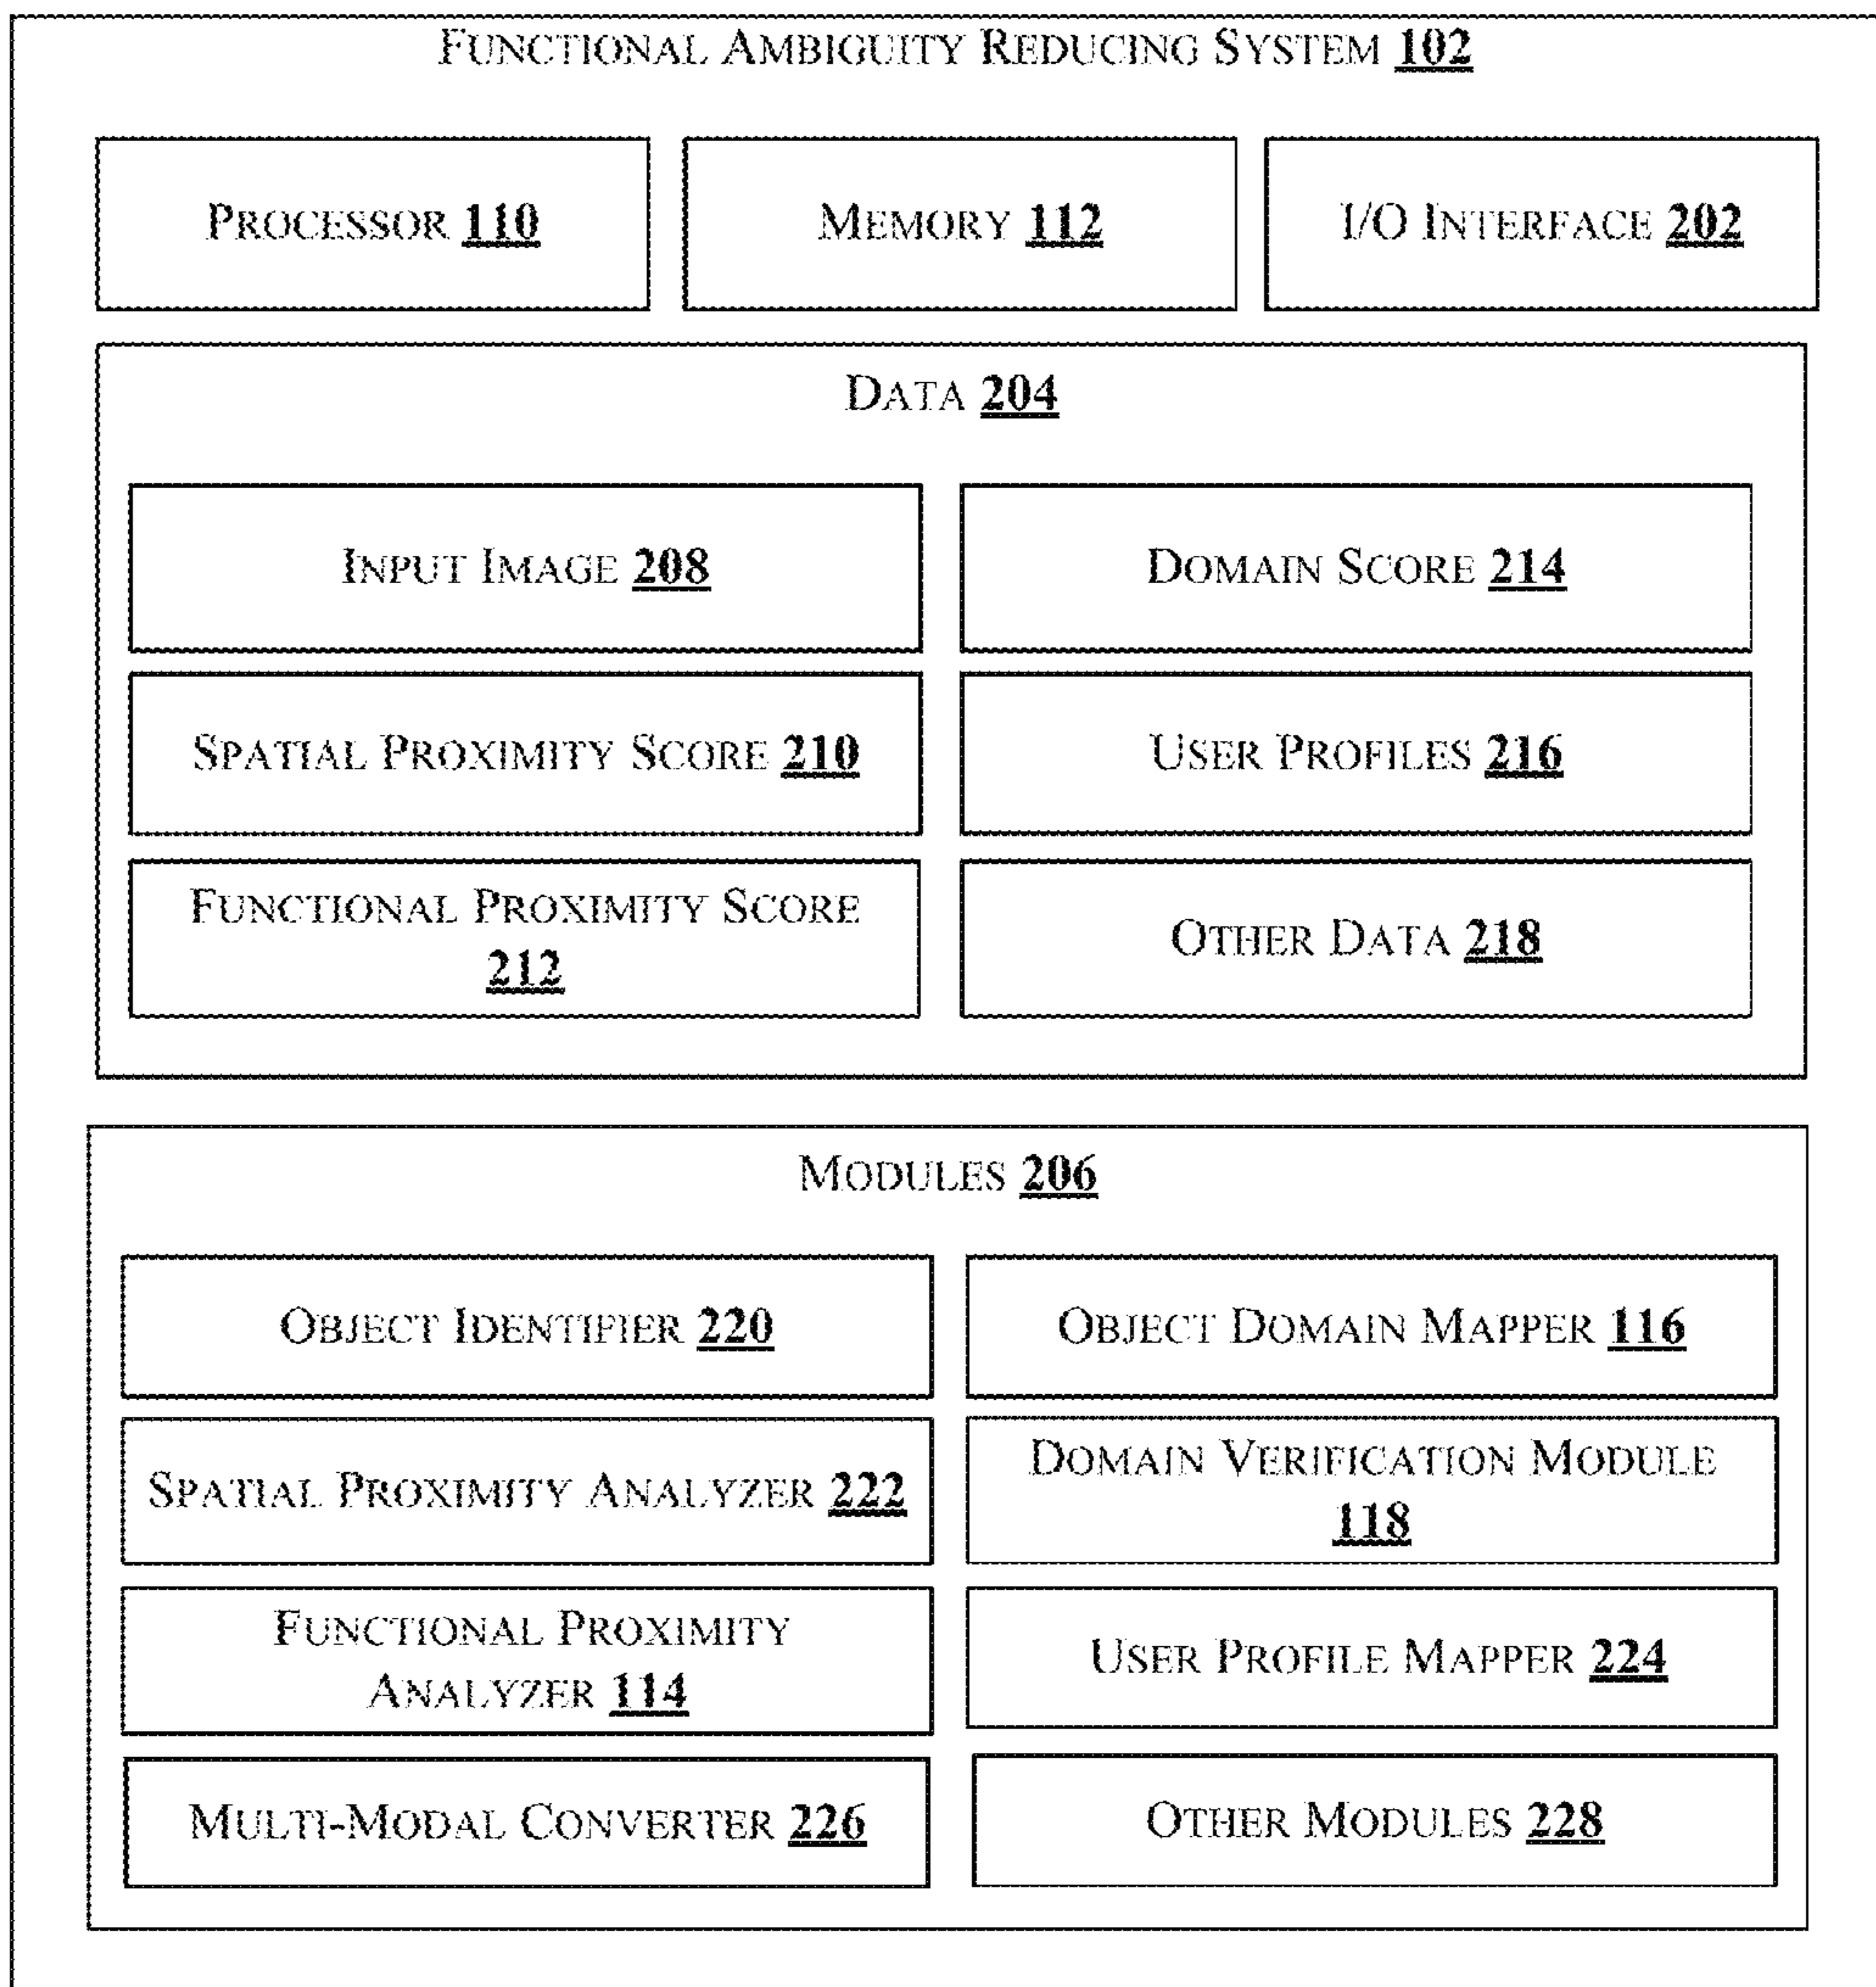 FUNCTIONAL AMBIGUITY REDUCING SYSTEM 102
PROCESSOR 110
MEMORY 112
I/O INTERFACE 202
DATA 204
INPUT IMAGE 208
DOMAIN SCORE 214
SPATIAL PROXIMITY SCORE 210
USER PROFILES 216
FUNCTIONAL PROXIMITY SCORE
212
OTHER DATA 218
MODULES 206
OBJECT IDENTIFIER 220
OBJECT DOMAIN MAPPER 116
SPATIAL PROXIMITY ANALYZER 222
DOMAIN VERIFICATION MODULE
118
FUNCTIONAL PROXIMITY
ANALYZER 114
USER PROFILE MAPPER 224
MULTI-MODAL CONVERTER 226
OTHER MODULES 228